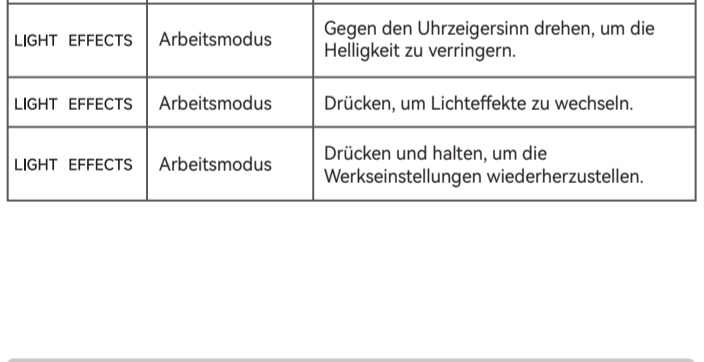 LIGHT EFFECTS Arbeitsmodus Gegen den Uhrzeigersinn drehen, um die
Helligkeit zu verringern.
LIGHT EFFECTS Arbeitsmodus Drücken, um Lichteffekte zu wechseln.
LIGHT EFFECTS Arbeitsmodus Drücken und halten, um die
Werkseinstellungen wiederherzustellen.